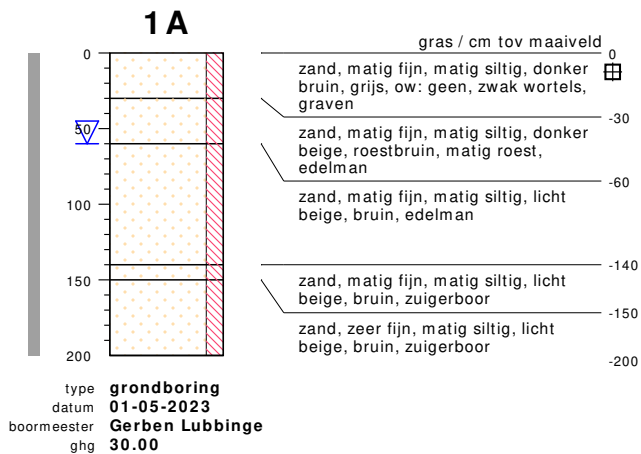 1A
gras / cm tov maaiveld
0
0
zand, matig fijn, matig siltig, donker
bruin, grijs, ow: geen, zwak wortels,
graven
-30
50
zand, matig fijn, matig siltig, donker
beige, roestbruin, matig roest,
edelman
-60
100
zand, matig fijn, matig siltig, licht
beige, bruin, edelman
-140
150
zand, matig fijn, matig siltig, licht
beige, bruin, zuigerboor
-150
zand, zeer fijn, matig siltig, licht
beige, bruin, zuigerboor
200
-200
type grondboring
datum 01-05-2023
boormeester Gerben Lubbinge
ghg 30.00